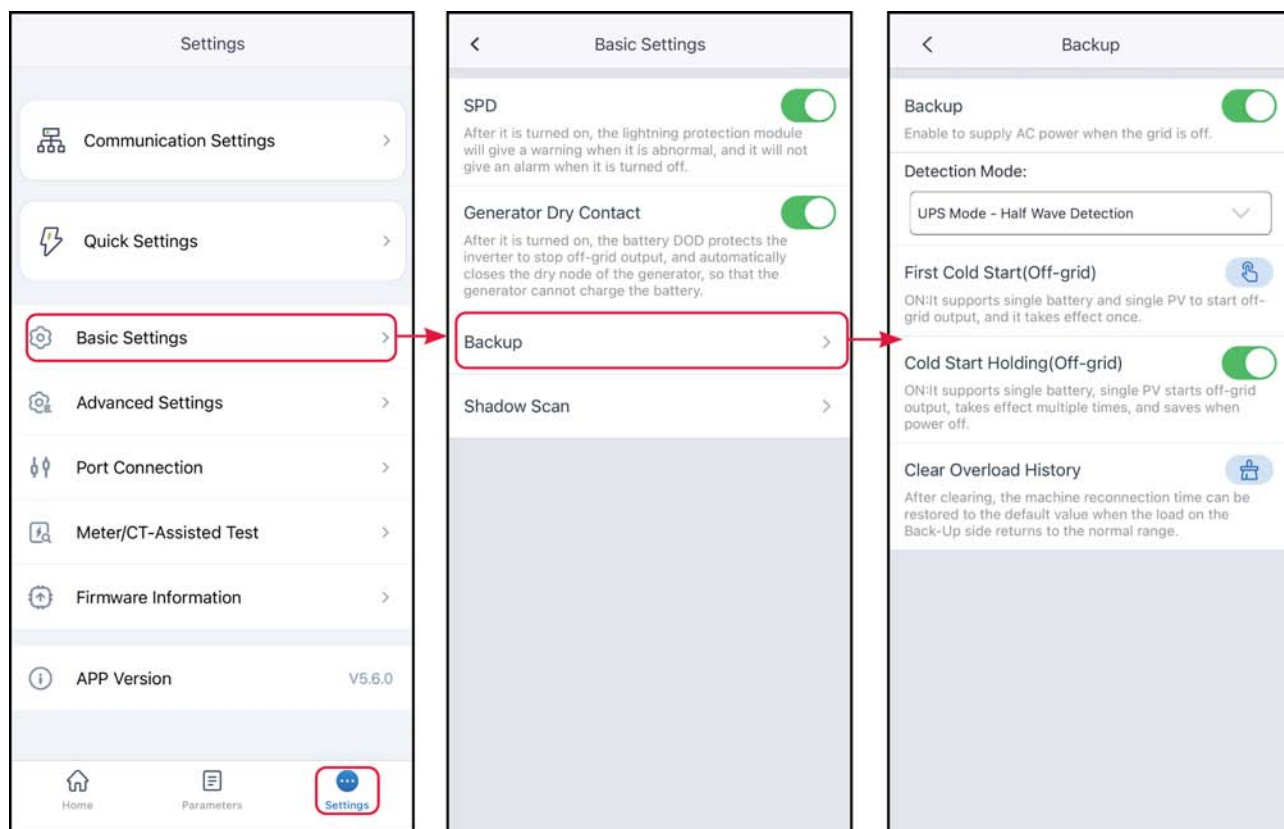 Settings
Communication Settings
Quick Settings
Basic Settings
Advanced Settings
Port Connection
Meter/CT-Assisted Test
Firmware Information
APP Version V5.6.0
Home Parameters Settings
Basic Settings
SPD
After it is turned on, the lightning protection module
will give a warning when it is abnormal, and it will not
give an alarm when it is turned off.
Generator Dry Contact
After it is turned on, the battery DOD protects the
inverter to stop off-grid output, and automatically
closes the dry node of the generator, so that the
generator cannot charge the battery.
Backup
Shadow Scan
Backup
Backup
Enable to supply AC power when the grid is off.
Detection Mode:
UPS Mode - Half Wave Detection
First Cold Start(Off-grid)
ON:It supports single battery and single PV to start off-
grid output, and it takes effect once.
Cold Start Holding(Off-grid)
ON:It supports single battery, single PV starts off-grid
output, takes effect multiple times, and saves when
power off.
Clear Overload History
After clearing, the machine reconnection time can be
restored to the default value when the load on the
Back-Up side returns to the normal range.